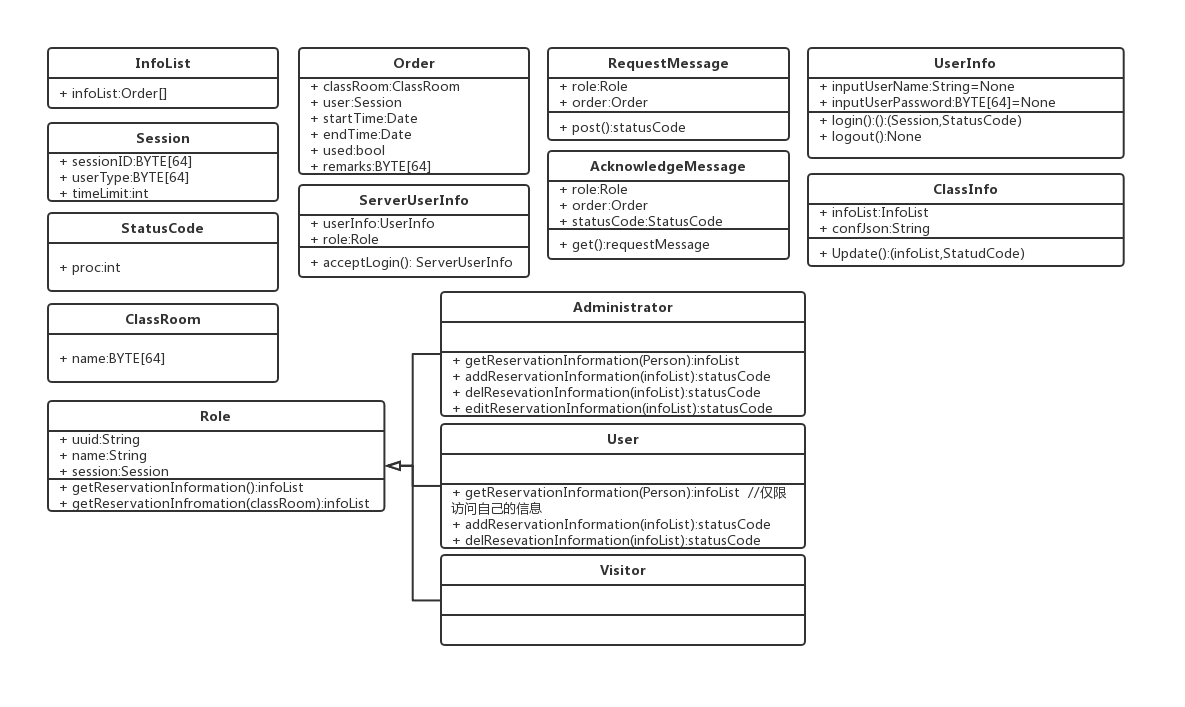 InfoList
+ infoList:Order[]
Session
+ sessionID:BYTE[64]
+ userType:BYTE[64]
+ timeLimit:int
StatusCode
+ proc:int
ClassRoom
+ name:BYTE[64]
Order
+ classRoom:ClassRoom
+ user:Session
+ startTime:Date
+ endTime:Date
+ used:bool
+ remarks:BYTE[64]
ServerUserInfo
+ userInfo:UserInfo
+ role:Role
+ acceptLogin(): ServerUserInfo
RequestMessage
+ role:Role
+ order:Order
+ post():statusCode
AcknowledgeMessage
+ role:Role
+ order:Order
+ statusCode:StatusCode
+ get():requestMessage
UserInfo
+ inputUserName:String=None
+ inputUserPassword:BYTE[64]=None
+ login():():(Session,StatusCode)
+ logout():None
ClassInfo
+ infoList:InfoList
+ confJson:String
+ Update():(infoList,StatudCode)
Role
+ uuid:String
+ name:String
+ session:Session
+ getReservationInformation():infoList
+ getReservationInfromation(classRoom):infoList
Administrator
+ getReservationInformation(Person):infoList
+ addReservationInformation(infoList):statusCode
+ delResevationInformation(infoList):statusCode
+ editReservationInformation(infoList):statusCode
User
+ getReservationInformation(Person):infoList  //仅限
访问自己的信息
+ addReservationInformation(infoList):statusCode
+ delResevationInformation(infoList):statusCode
Visitor